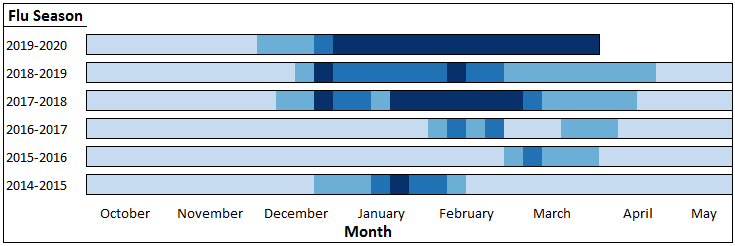 Flu Season
2019-2020
2018-2019
2017-2018
2016-2017
2015-2016
2014-2015
October November December January February March April May
Month